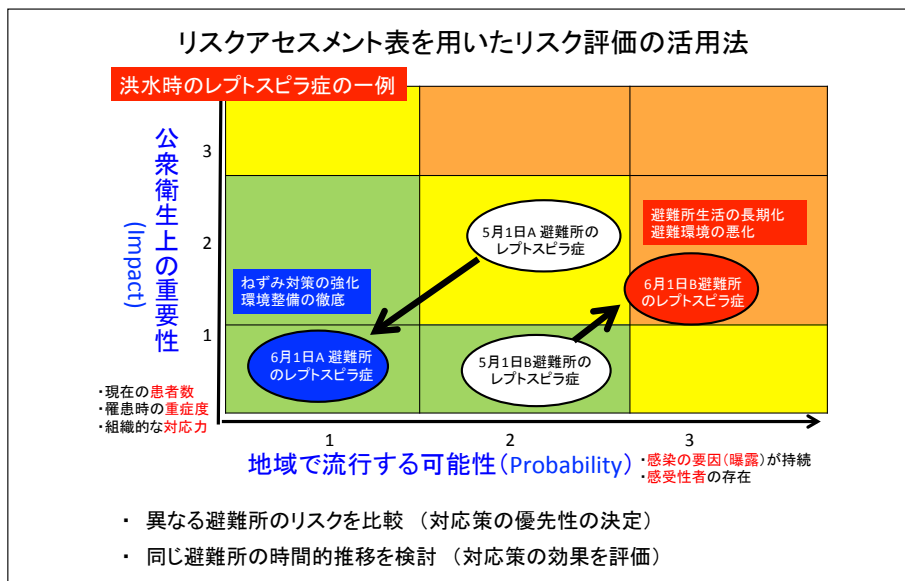 リスクアセスメント表を用いたリスク評価の活用法
洪水時のレプトスピラ症の一例
公衆衛生上の重要性
(Impact)
3
2
1
5月1日A 避難所の
レプトスピラ症
避難所生活の長期化
避難環境の悪化
ねずみ対策の強化
環境整備の徹底
6月1日B避難所
のレプトスピラ症
6月1日A 避難所
のレプトスピラ症
5月1日B避難所の
レプトスピラ症
・現在の患者数
・罹患時の重症度
・組織的な対応力
1
2
3
地域で流行する可能性(Probability)
・感染の要因(曝露)が持続
・感受性者の存在
・ 異なる避難所のリスクを比較 （対応策の優先性の決定）
・ 同じ避難所の時間的推移を検討 （対応策の効果を評価）